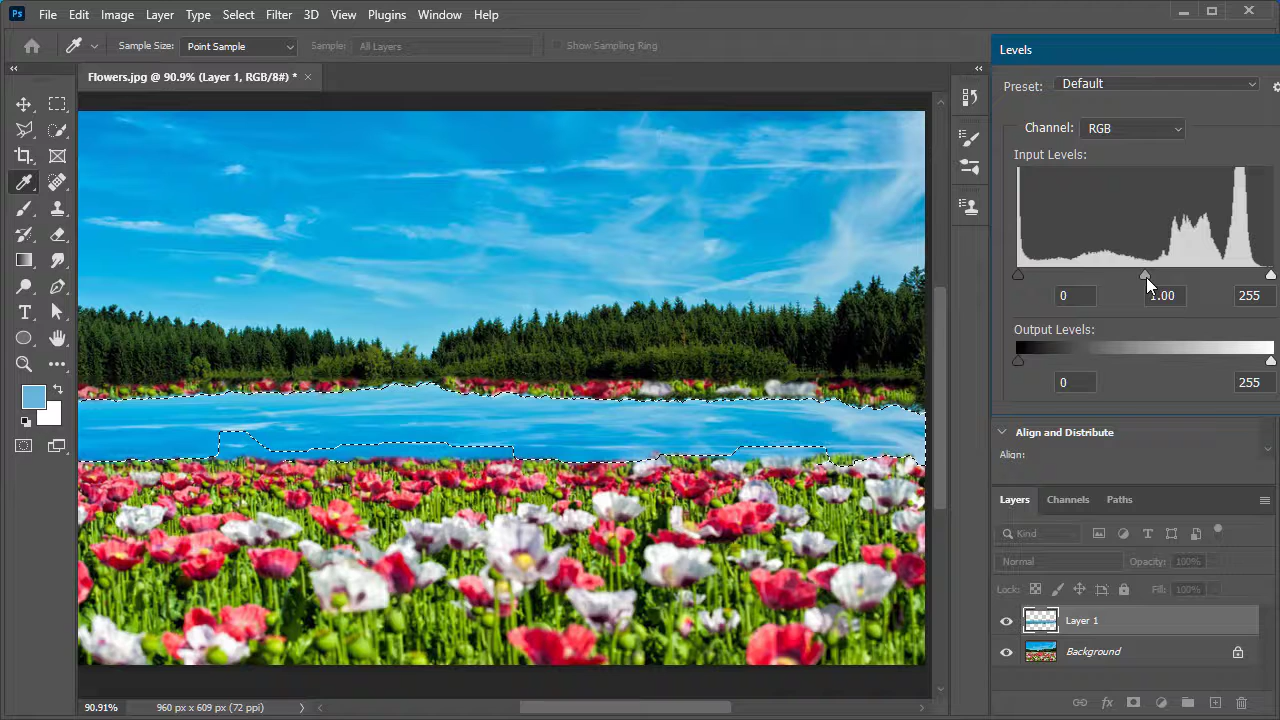 Ps File Edit Image Layer Type Select Filter 3D View Plugins Window Help
Sample Size: Point Sample Sample: All Layers Show Sampling Ring
Flowers.jpg @ 90.9% (Layer 1, RGB/8#) * ×
Levels
Preset: Default
Channel: RGB
Input Levels:
0 1.00 255
Output Levels:
0 255
Align and Distribute
Align:
Layers Channels Paths
Kind
Normal Opacity: 100%
Lock: Fill: 100%
Layer 1
Background
fx
90.91% 960 px x 609 px (72 ppi)